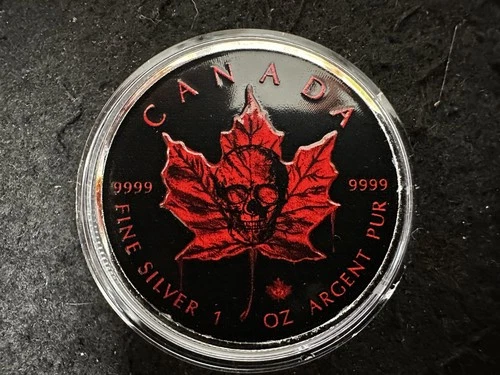 CANADA
9999
9999
FINE SILVER 1 OZ ARGENT PUR